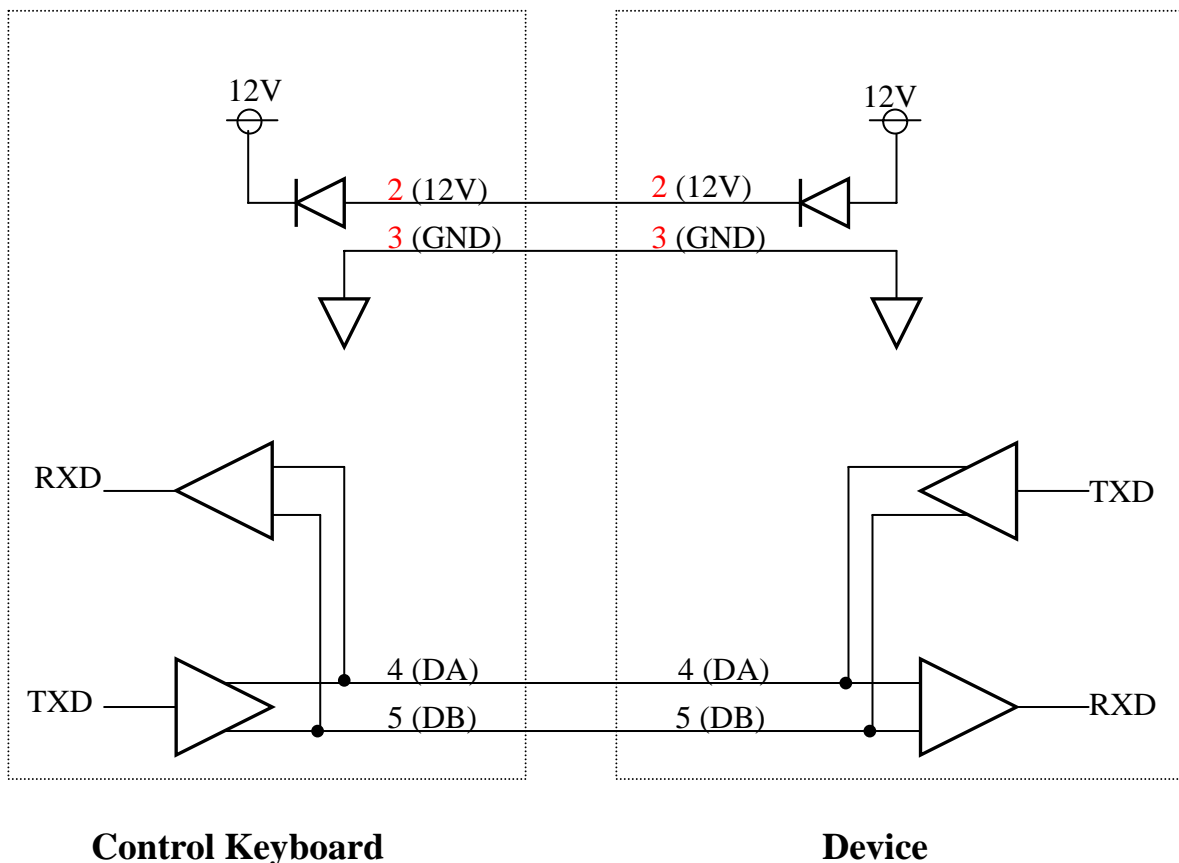 12V
12V
2 (12V)
2 (12V)
3 (GND)
3 (GND)
RXD
TXD
4 (DA)
4 (DA)
TXD
RXD
5 (DB)
5 (DB)
Control Keyboard
Device